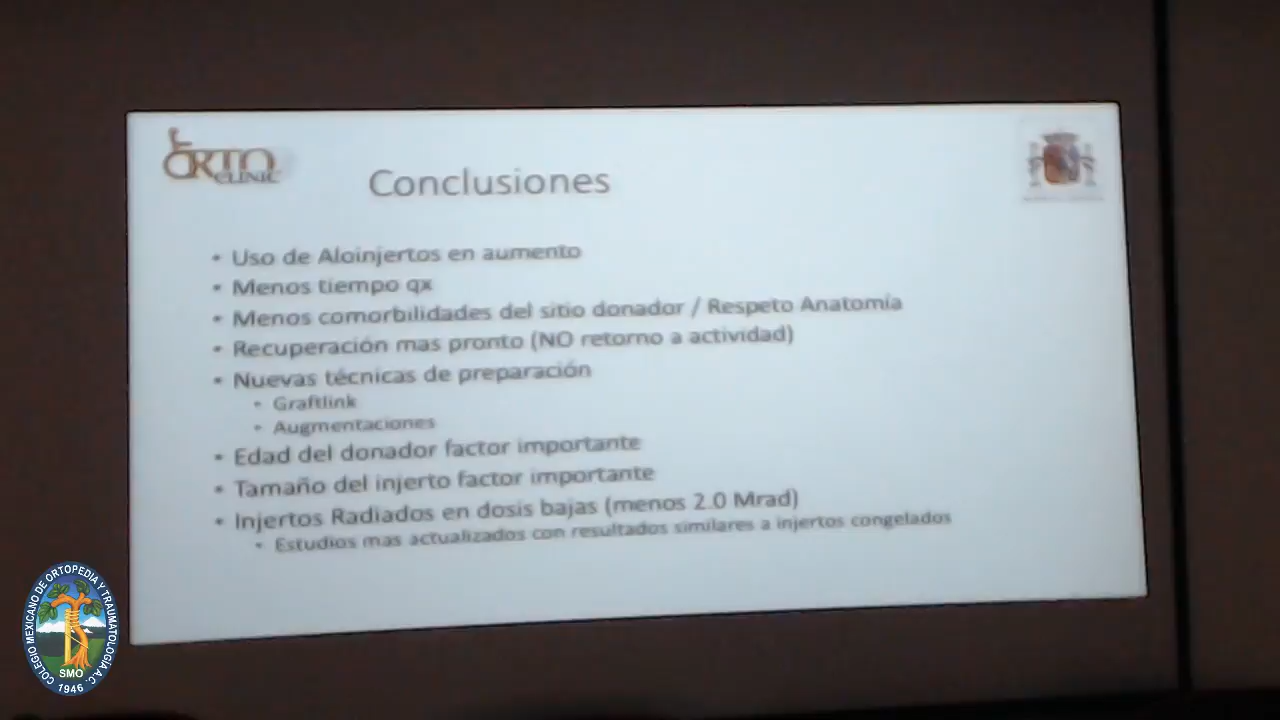 ORTO
CLINIC
Conclusiones
• Uso de Aloinjertos en aumento
• Menos tiempo qx
• Menos comorbilidades del sitio donador / Respeto Anatomía
• Recuperación mas pronto (NO retorno a actividad)
• Nuevas técnicas de preparación
• Graftlink
• Augmentaciones
• Edad del donador factor importante
• Tamaño del injerto factor importante
• Injertos Radiados en dosis bajas (menos 2.0 Mrad)
• Estudios mas actualizados con resultados similares a injertos congelados
COLEGIO MEXICANO DE ORTOPEDIA Y TRAUMATOLOGÍA A.C.
SMO
1946